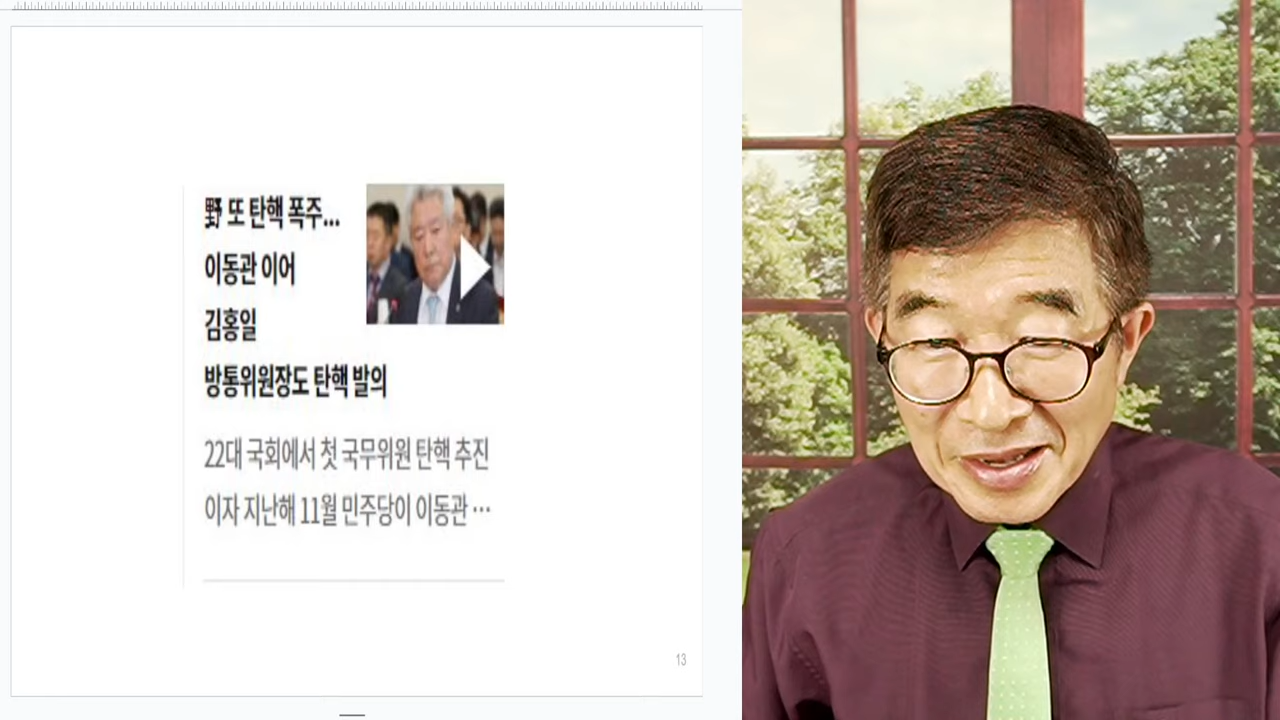 野 또 탄핵 폭주...
이동관 이어
김홍일
방통위원장도 탄핵 발의
22대 국회에서 첫 국무위원 탄핵 추진
이자 지난해 11월 민주당이 이동관 …
13